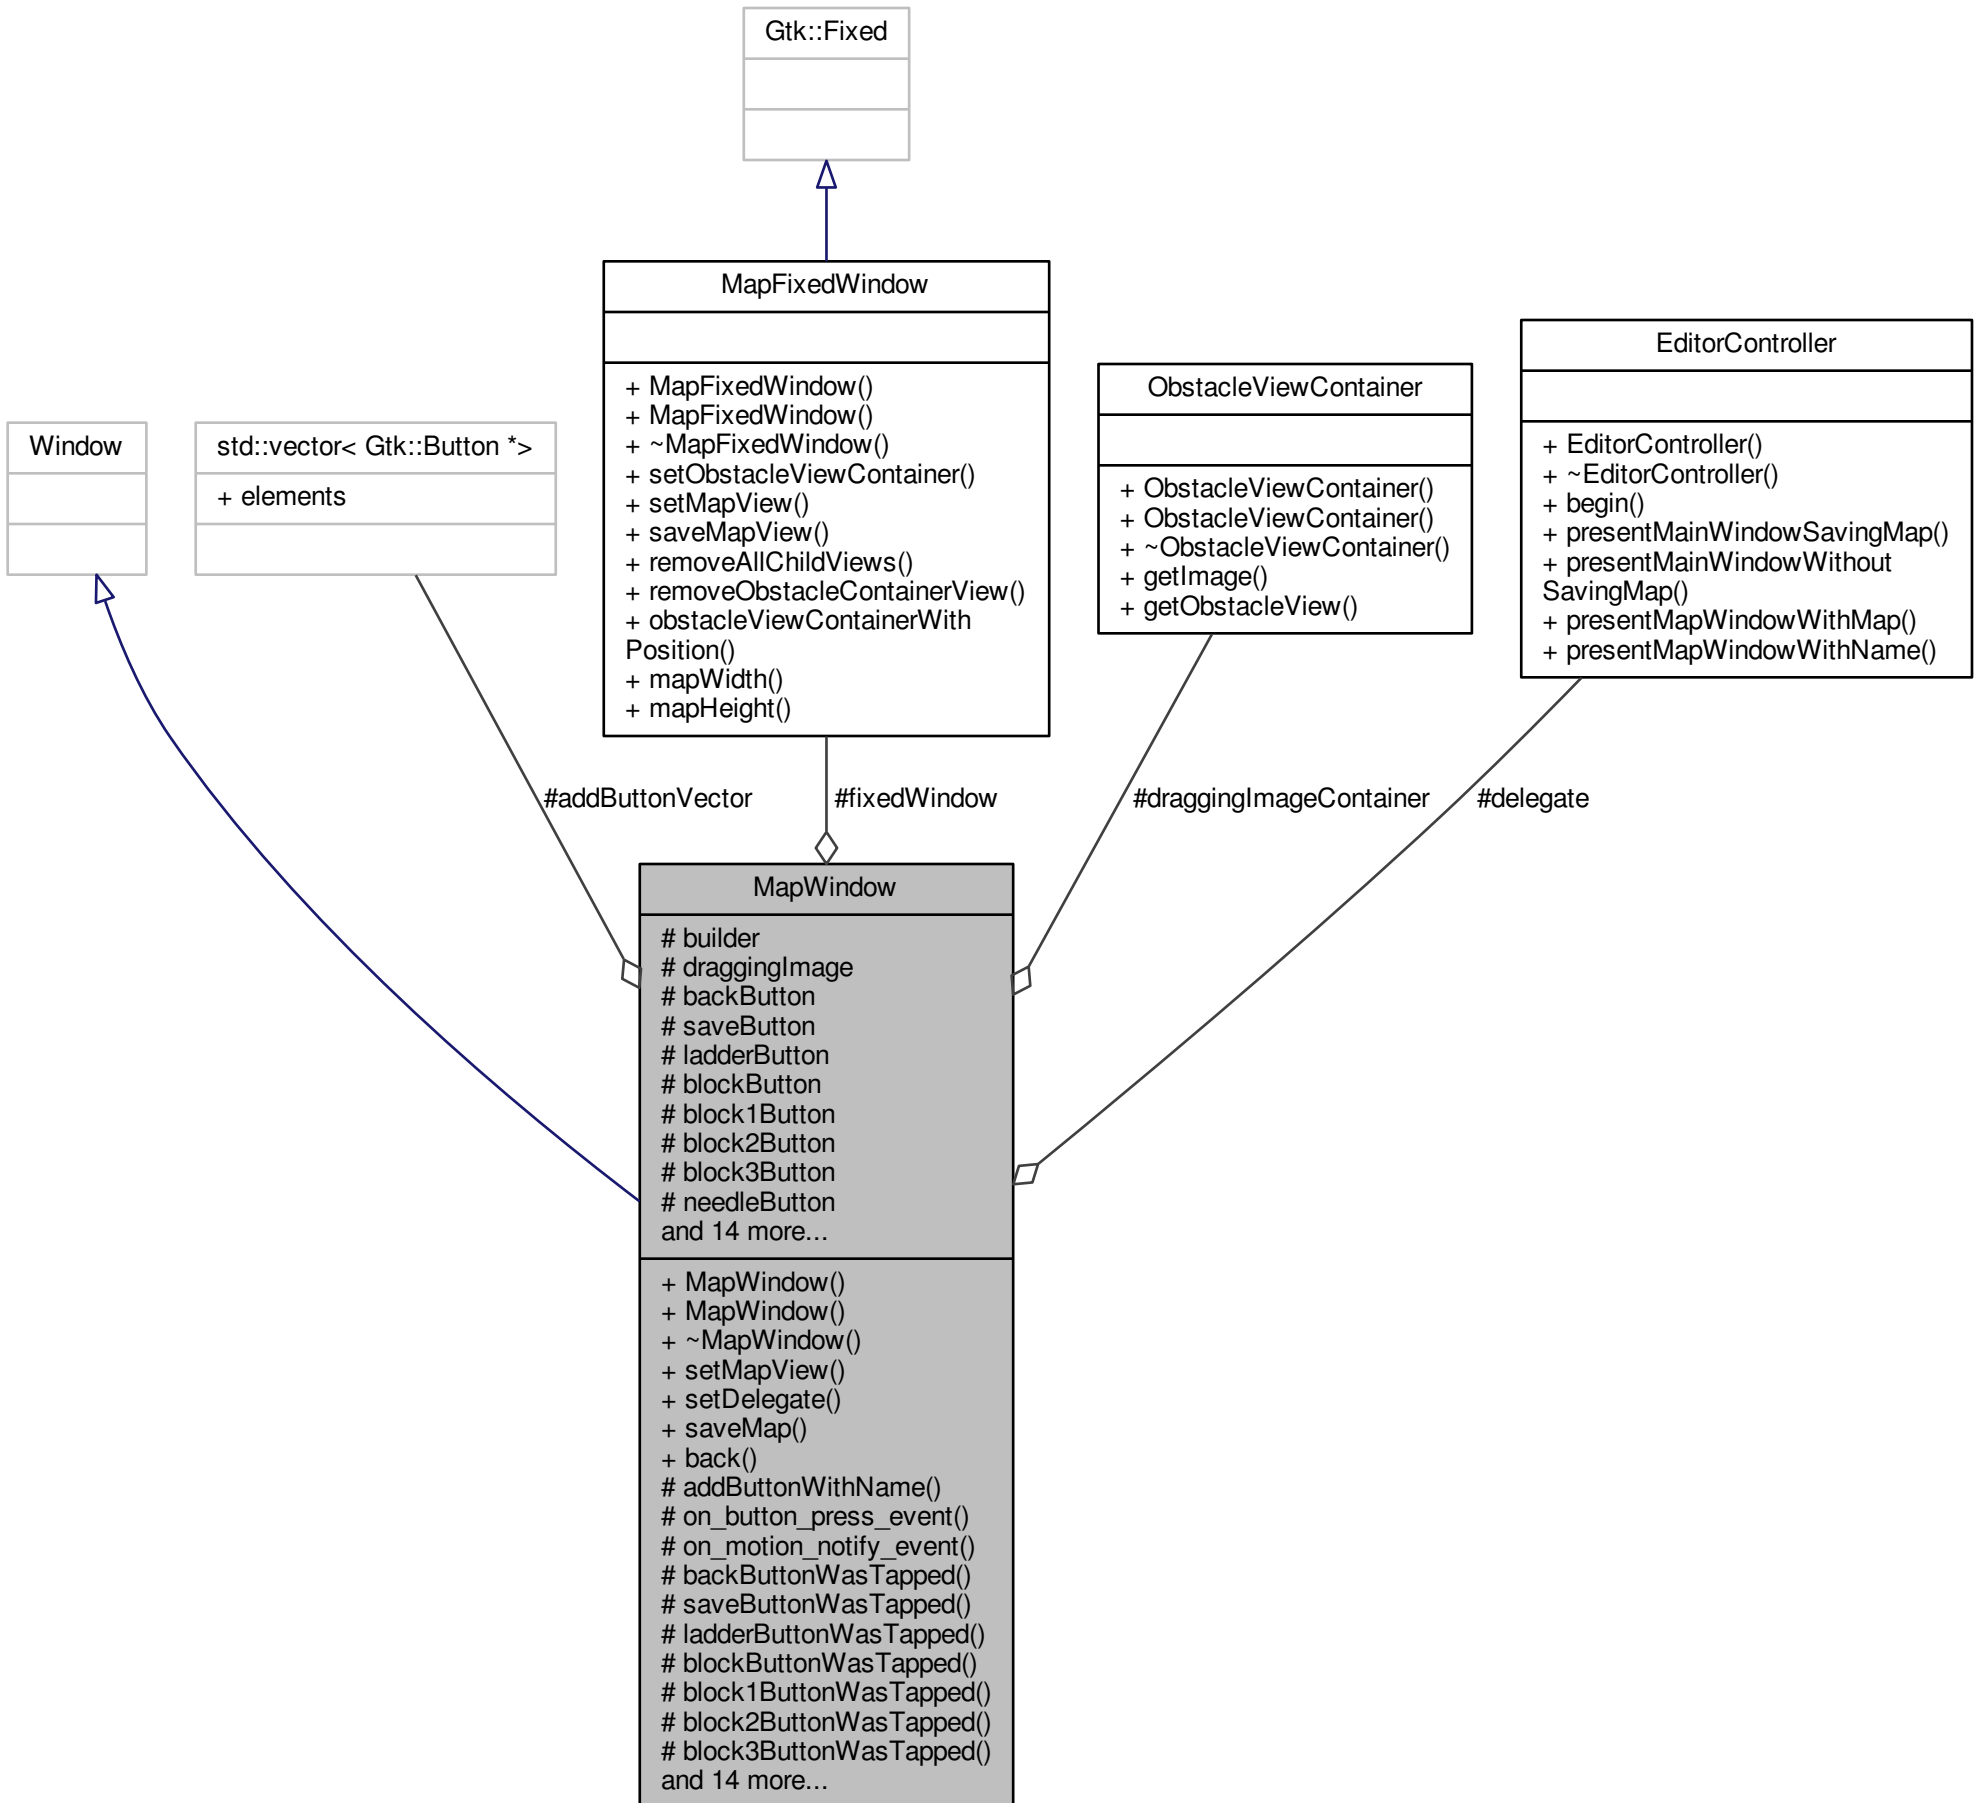 Gtk::Fixed
MapFixedWindow
+ MapFixedWindow()
+ MapFixedWindow()
+ ~MapFixedWindow()
+ setObstacleViewContainer()
+ setMapView()
+ saveMapView()
+ removeAllChildViews()
+ removeObstacleContainerView()
+ obstacleViewContainerWith
Position()
+ mapWidth()
+ mapHeight()
EditorController
+ EditorController()
+ ~EditorController()
+ begin()
+ presentMainWindowSavingMap()
+ presentMainWindowWithout
SavingMap()
+ presentMapWindowWithMap()
+ presentMapWindowWithName()
ObstacleViewContainer
+ ObstacleViewContainer()
+ ObstacleViewContainer()
+ ~ObstacleViewContainer()
+ getImage()
+ getObstacleView()
Window
std::vector< Gtk::Button *>
+ elements
#addButtonVector
#fixedWindow
#draggingImageContainer
#delegate
MapWindow
# builder
# draggingImage
# backButton
# saveButton
# ladderButton
# blockButton
# block1Button
# block2Button
# block3Button
# needleButton
and 14 more...
+ MapWindow()
+ MapWindow()
+ ~MapWindow()
+ setMapView()
+ setDelegate()
+ saveMap()
+ back()
# addButtonWithName()
# on_button_press_event()
# on_motion_notify_event()
# backButtonWasTapped()
# saveButtonWasTapped()
# ladderButtonWasTapped()
# blockButtonWasTapped()
# block1ButtonWasTapped()
# block2ButtonWasTapped()
# block3ButtonWasTapped()
and 14 more...